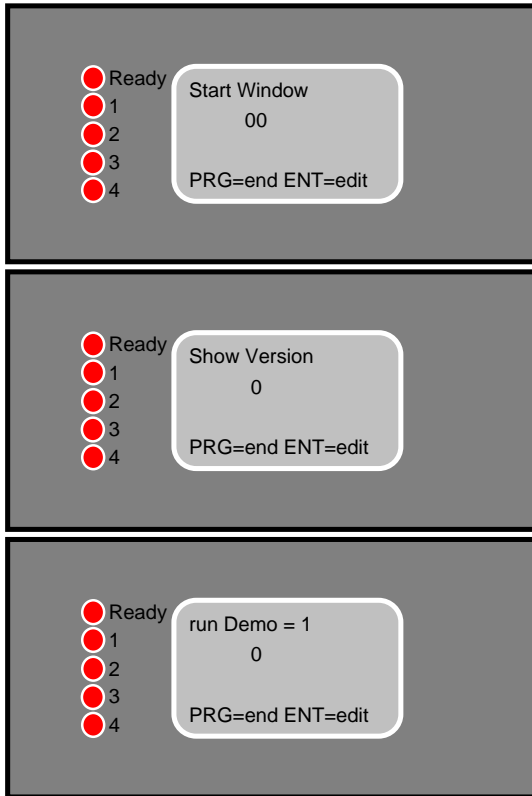 Ready
1
2
3
4
Start Window
00
PRG=end ENT=edit
Ready
1
2
3
4
Show Version
0
PRG=end ENT=edit
Ready
1
2
3
4
run Demo = 1
0
PRG=end ENT=edit